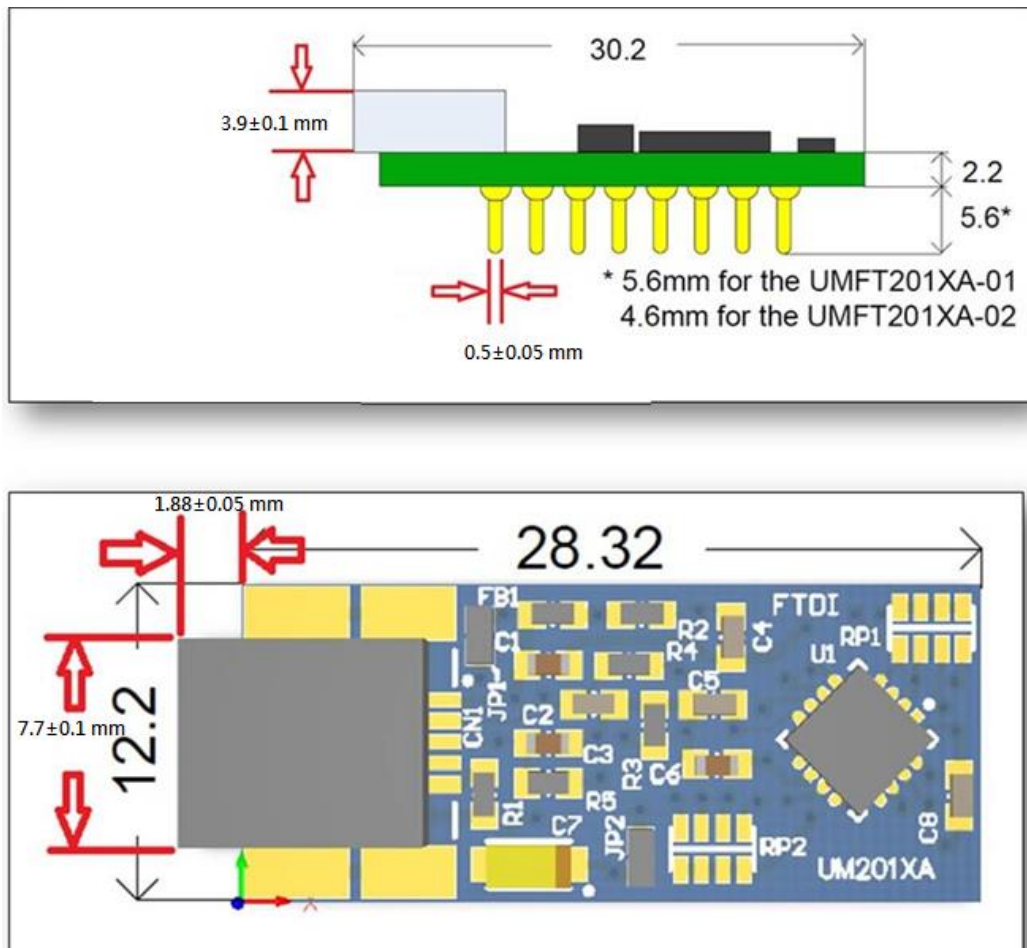 30.2
3.9±0.1 mm
2.2
5.6*
* 5.6mm for the UMFT201XA-01
4.6mm for the UMFT201XA-02
0.5±0.05 mm
1.88±0.05 mm
28.32
FB1
FTDI
C1
R2
C4
RP1
R4
U1
JP1
C5
7.7±0.1 mm
12.2
CN1
C2
C3
R3
C6
R1
R5
C7
JP2
RP2
C8
UM201XA
X